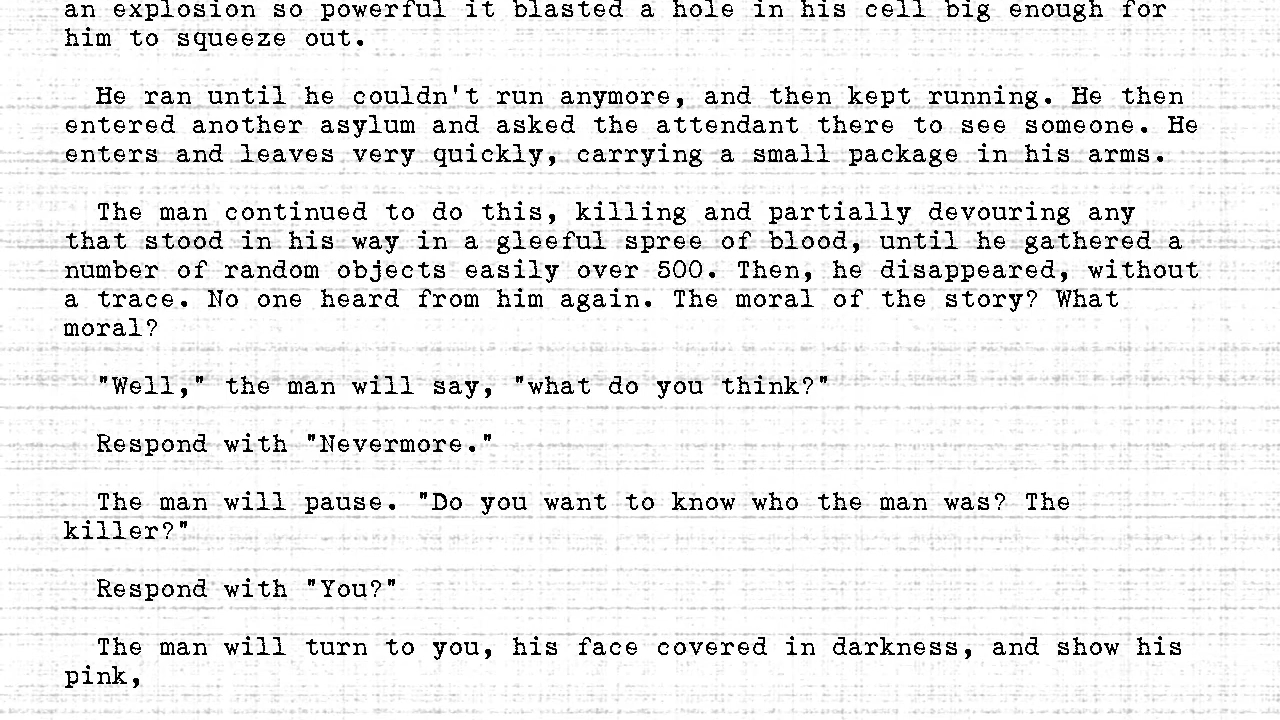 an explosion so powerful it blasted a hole in his cell big enough for
him to squeeze out.
He ran until he couldn't run anymore, and then kept running. He then
entered another asylum and asked the attendant there to see someone. He
enters and leaves very quickly, carrying a small package in his arms.
The man continued to do this, killing and partially devouring any
that stood in his way in a gleeful spree of blood, until he gathered a
number of random objects easily over 500. Then, he disappeared, without
a trace. No one heard from him again. The moral of the story? What
moral?
"Well," the man will say, "what do you think?"
Respond with "Nevermore."
The man will pause. "Do you want to know who the man was? The
killer?"
Respond with "You?"
The man will turn to you, his face covered in darkness, and show his
pink,